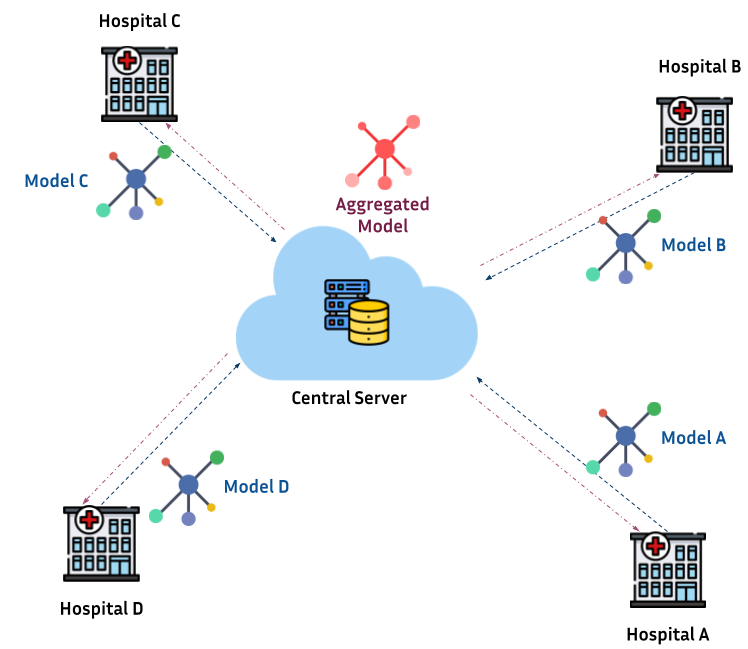 Hospital C
Hospital B
Model C
Aggregated
Model
Model B
Central Server
Model A
Model D
Hospital D
Hospital A